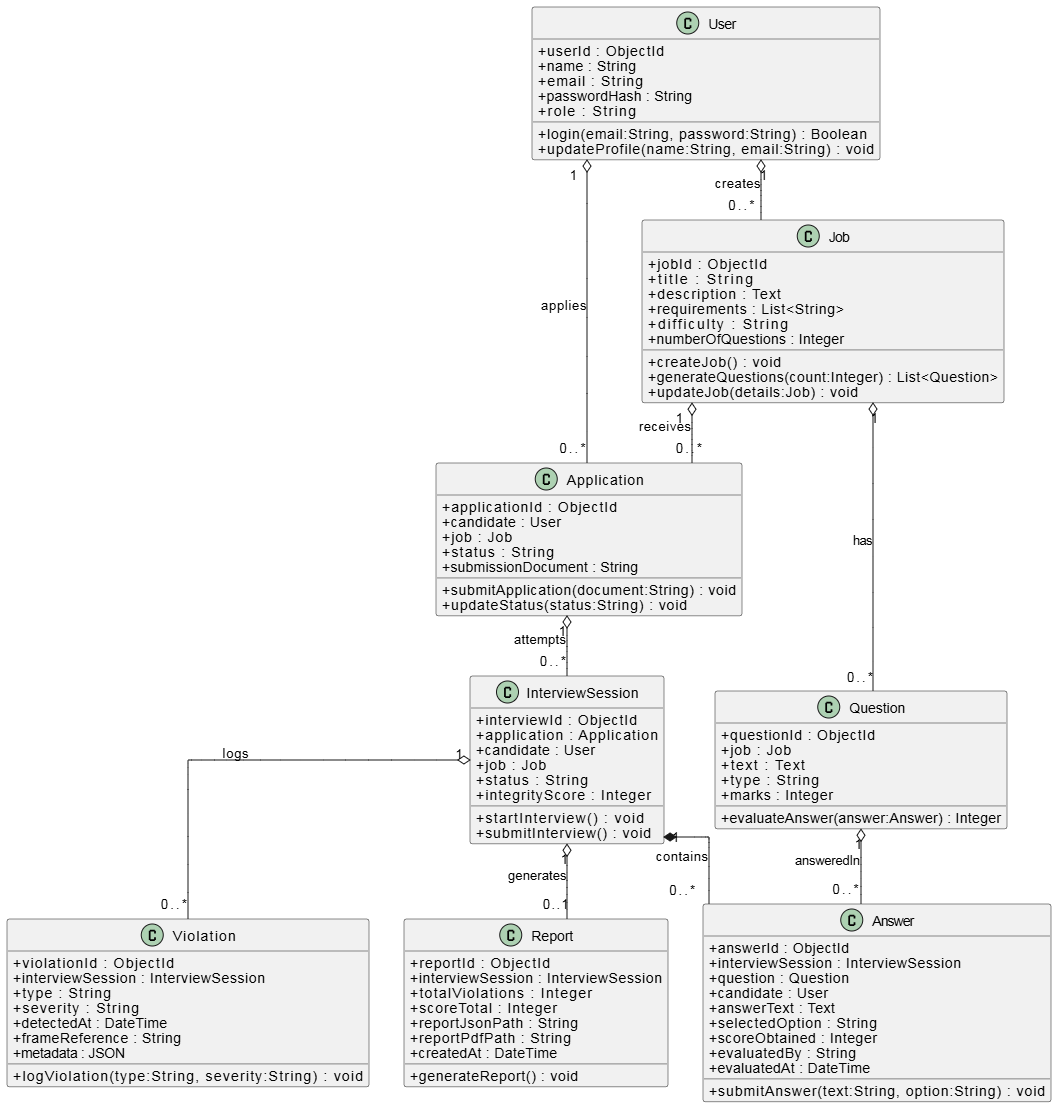 C User
+userId : ObjectId
+name : String
+email : String
+passwordHash : String
+role : String
+login(email:String, password:String) : Boolean
+updateProfile(name:String, email:String) : void
1
1
creates
0..*
C Job
+jobId : ObjectId
+title : String
+description : Text
+requirements : List<String>
+difficulty : String
+numberOfQuestions : Integer
+createJob() : void
+generateQuestions(count:Integer) : List<Question>
+updateJob(details:Job) : void
applies
0..*
1
receives
0..*
1
has
0..*
C Application
+applicationId : ObjectId
+candidate : User
+job : Job
+status : String
+submissionDocument : String
+submitApplication(document:String) : void
+updateStatus(status:String) : void
1
attempts
0..*
C InterviewSession
+interviewId : ObjectId
+application : Application
+candidate : User
+job : Job
+status : String
+integrityScore : Integer
+startInterview() : void
+submitInterview() : void
C Question
+questionId : ObjectId
+job : Job
+text : Text
+type : String
+marks : Integer
+evaluateAnswer(answer:Answer) : Integer
logs
1
0..*
1
generates
0..1
1
contains
0..*
1
answeredIn
0..*
C Violation
+violationId : ObjectId
+interviewSession : InterviewSession
+type : String
+severity : String
+detectedAt : DateTime
+frameReference : String
+metadata : JSON
+logViolation(type:String, severity:String) : void
C Report
+reportId : ObjectId
+interviewSession : InterviewSession
+totalViolations : Integer
+scoreTotal : Integer
+reportJsonPath : String
+reportPdfPath : String
+createdAt : DateTime
+generateReport() : void
C Answer
+answerId : ObjectId
+interviewSession : InterviewSession
+question : Question
+candidate : User
+answerText : Text
+selectedOption : String
+scoreObtained : Integer
+evaluatedBy : String
+evaluatedAt : DateTime
+submitAnswer(text:String, option:String) : void